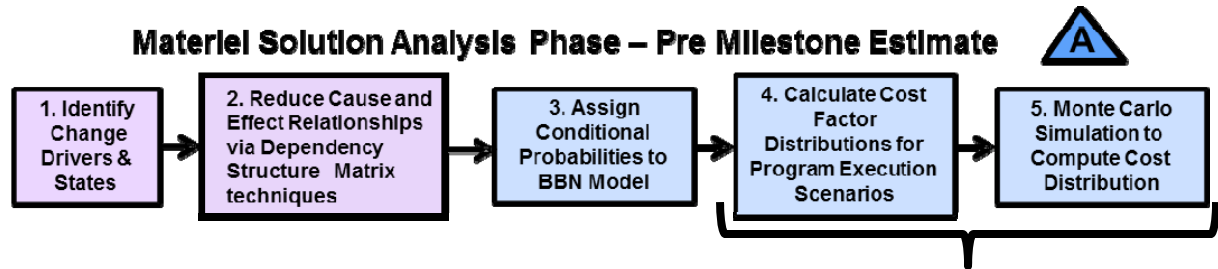 Materiel Solution Analysis Phase – Pre Milestone Estimate
A
1. Identify
Change
Drivers &
States
2. Reduce Cause and
Effect Relationships
via Dependency
Structure Matrix
techniques
3. Assign
Conditional
Probabilities to
BBN Model
4. Calculate Cost
Factor
Distributions for
Program Execution
Scenarios
5. Monte Carlo
Simulation to
Compute Cost
Distribution